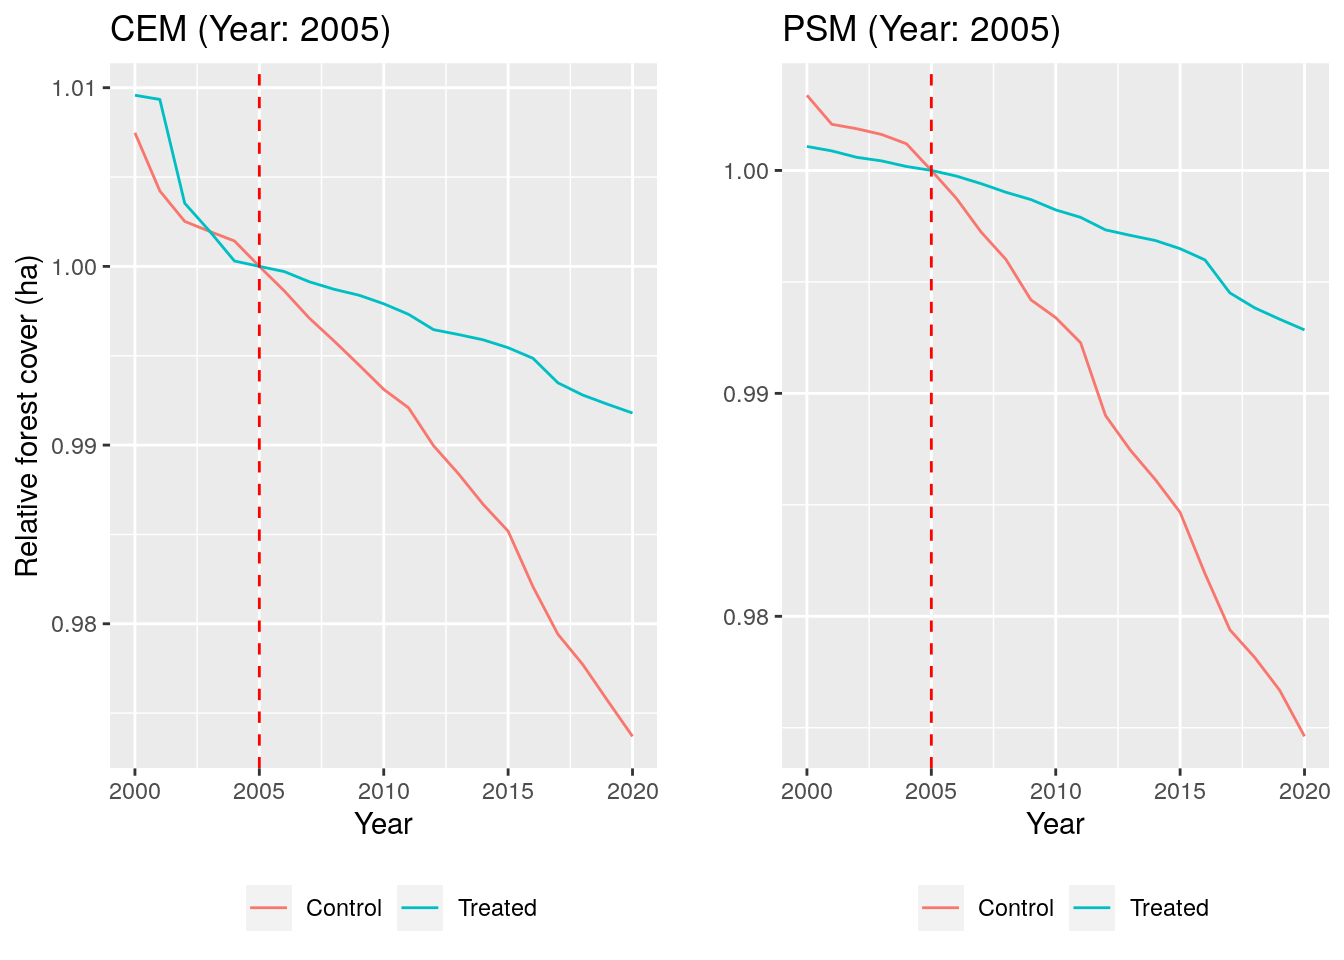 CEM (Year: 2005)
Relative forest cover (ha)
1.01
1.00
0.99
0.98
2000 2005 2010 2015 2020
Year
Control Treated
PSM (Year: 2005)
1.00
0.99
0.98
2000 2005 2010 2015 2020
Year
Control Treated